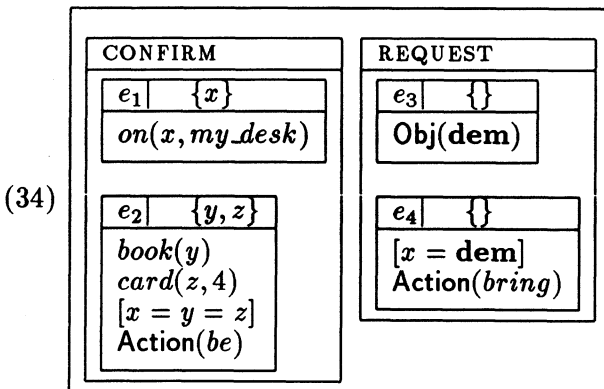 (34)
CONFIRM
e₁| {x}
on(x, my_desk)
e₂| {y, z}
book(y)
card(z, 4)
[x = y = z]
Action(be)
REQUEST
e₃| {}
Obj(dem)
e₄| {}
[x = dem]
Action(bring)